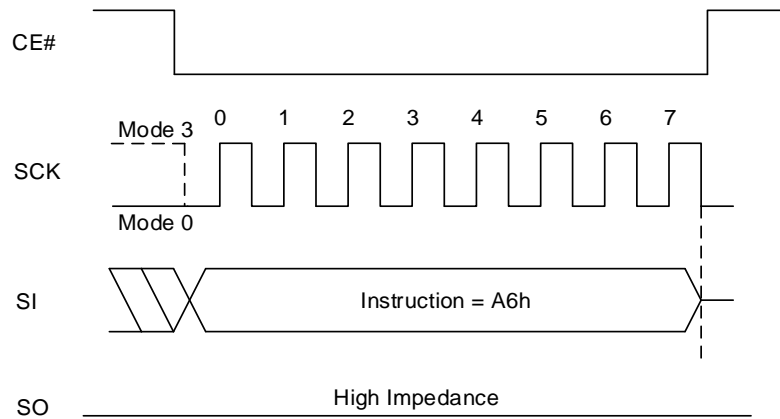 CE#
Mode 3
0 1 2 3 4 5 6 7
SCK
Mode 0
SI
Instruction = A6h
SO
High Impedance